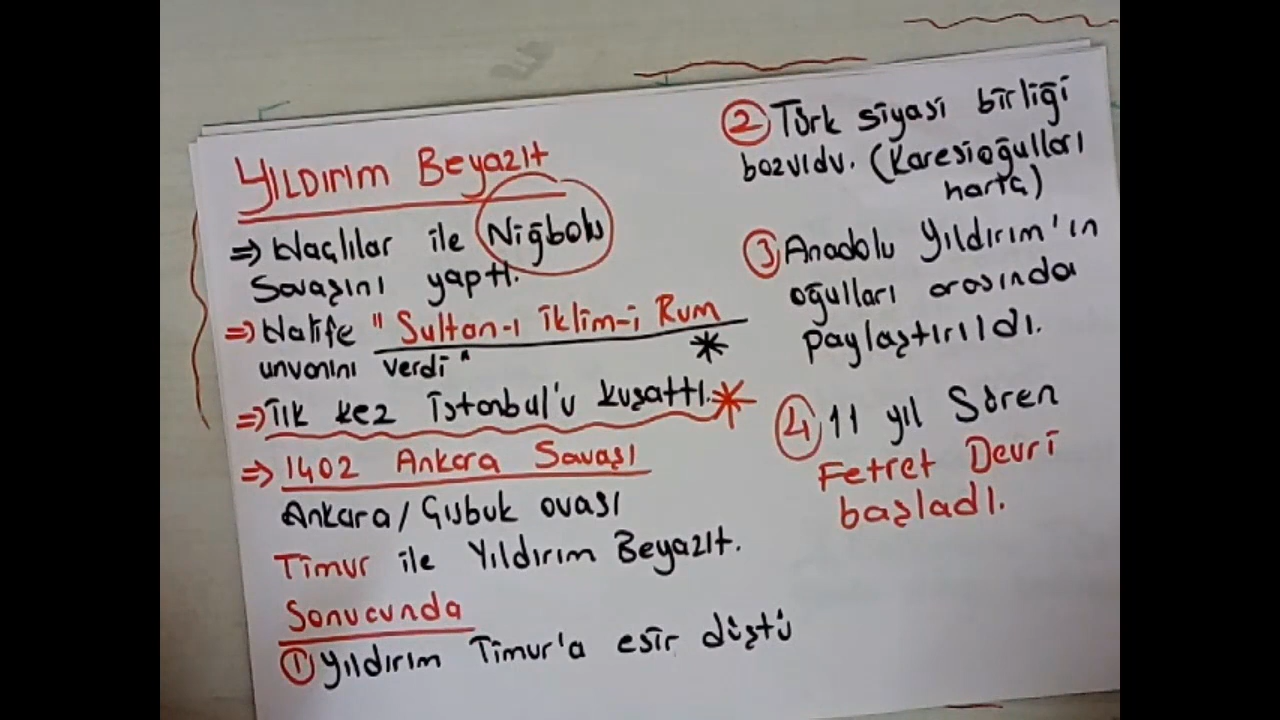 YILDIRIM Beyazıt
⇒ Haçlılar ile Niğbolu
Savaşını yaptı.
⇒ Halife "Sultan-ı İklim-i Rum
unvanını verdi"
⇒ İlk kez İstanbul'u kuşattı.
⇒ 1402 Ankara Savaşı
Ankara/Çubuk ovası
Timur ile Yıldırım Beyazıt.
Sonucunda
① Yıldırım Timur'a esir düştü
② Türk siyasi birliği
bozuldu. (Karesioğulları
hariç)
③ Anadolu Yıldırım'ın
oğulları arasında
paylaştırıldı.
④ 11 yıl Süren
Fetret Devri
başladı.